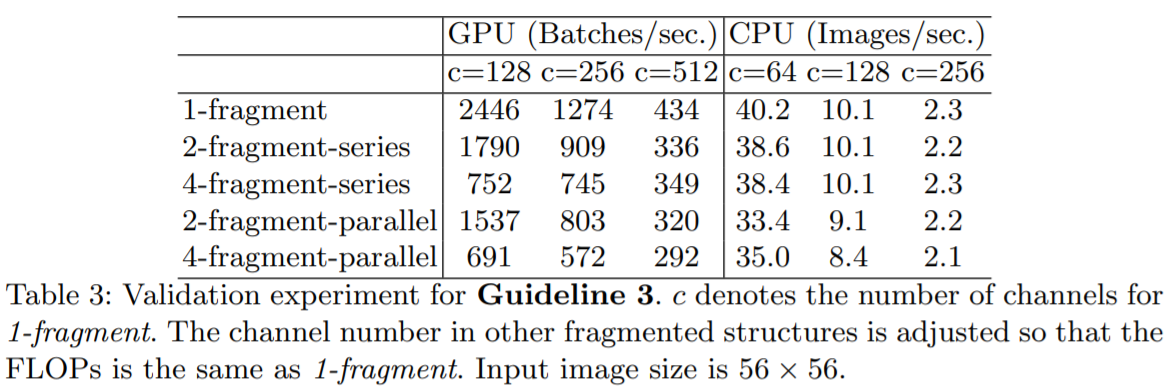 GPU (Batches/sec.) CPU (Images/sec.)
c=128 c=256 c=512 c=64 c=128 c=256
1-fragment 2446 1274 434 40.2 10.1 2.3
2-fragment-series 1790 909 336 38.6 10.1 2.2
4-fragment-series 752 745 349 38.4 10.1 2.3
2-fragment-parallel 1537 803 320 33.4 9.1 2.2
4-fragment-parallel 691 572 292 35.0 8.4 2.1
Table 3: Validation experiment for Guideline 3. c denotes the number of channels for
1-fragment. The channel number in other fragmented structures is adjusted so that the
FLOPs is the same as 1-fragment. Input image size is 56 × 56.